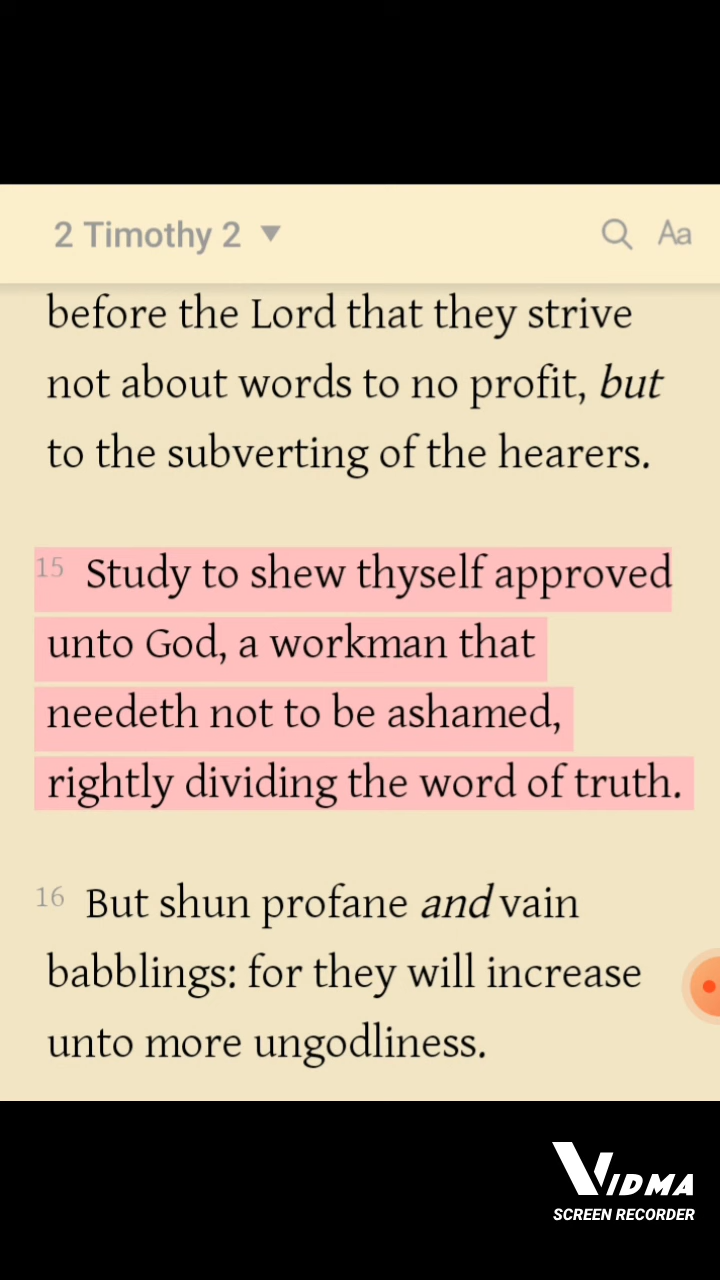 2 Timothy 2 ▼ Aa
before the Lord that they strive
not about words to no profit, but
to the subverting of the hearers.
15 Study to shew thyself approved
unto God, a workman that
needeth not to be ashamed,
rightly dividing the word of truth.
16 But shun profane and vain
babblings: for they will increase
unto more ungodliness.
VIDMA
SCREEN RECORDER